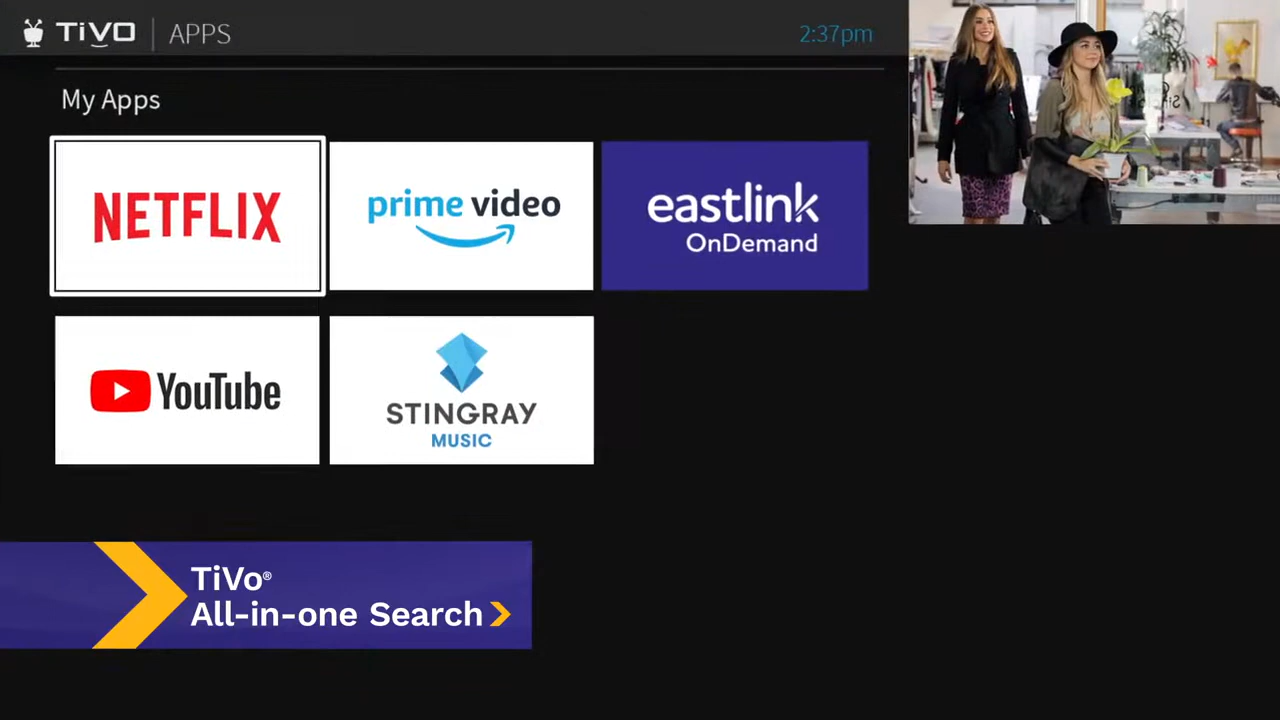 TiVo | APPS
2:37pm
My Apps
NETFLIX
prime video
eastlink
OnDemand
YouTube
STINGRAY
MUSIC
TiVo®
All-in-one Search